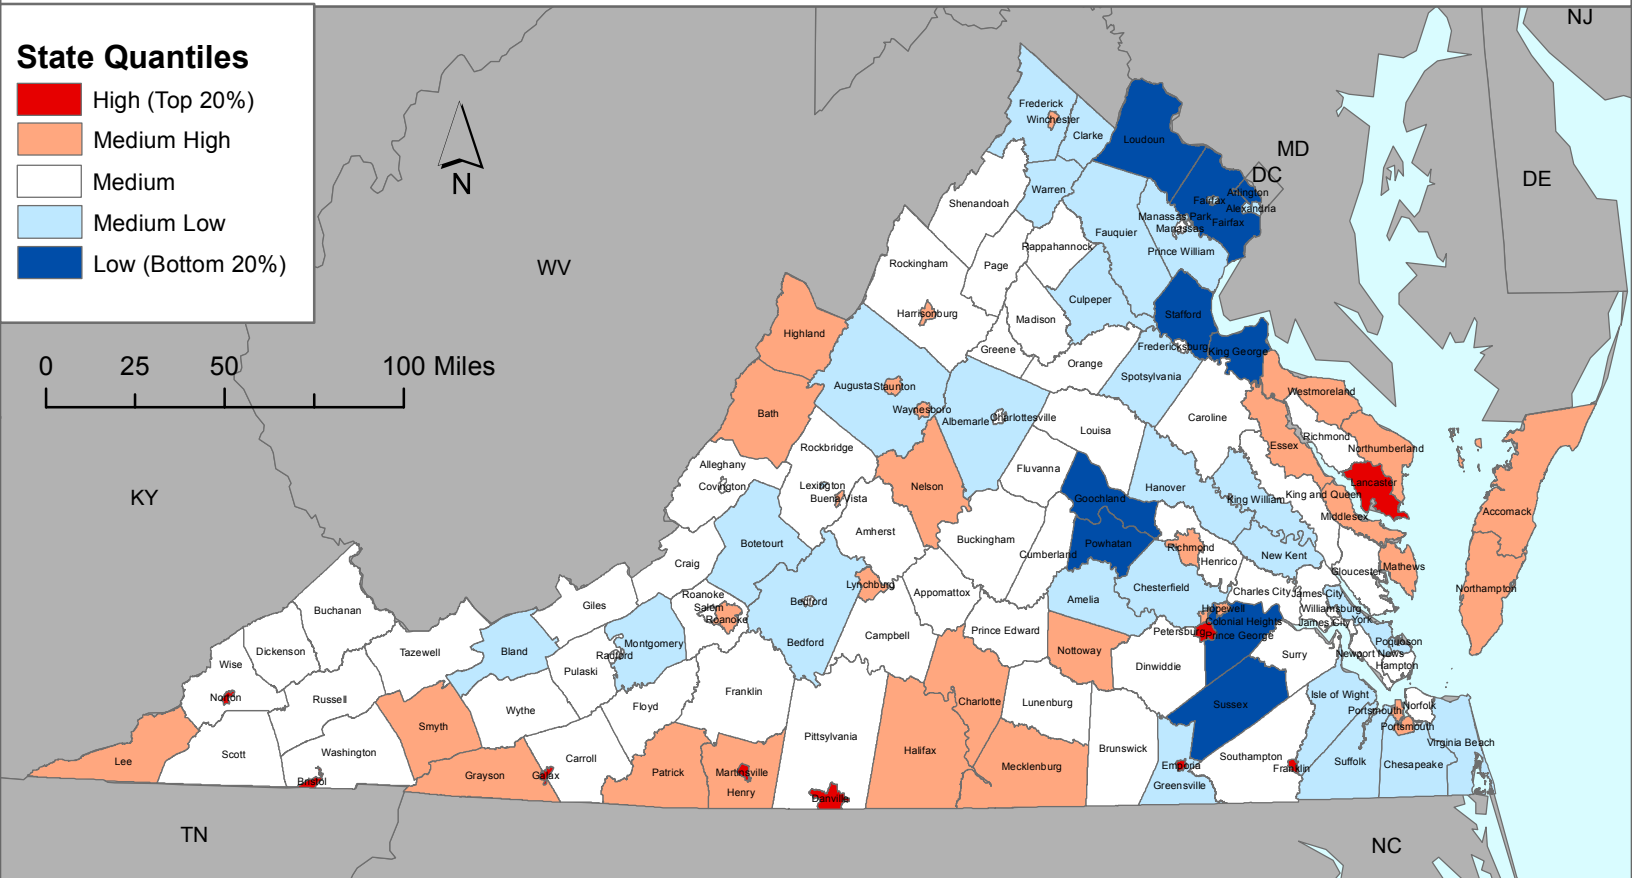 State Quantiles
High (Top 20%)
Medium High
Medium
Medium Low
Low (Bottom 20%)
N
0 25 50 100 Miles
NJ
MD
DC
DE
WV
KY
TN
NC
Frederick
Winchester
Clarke
Loudoun
Warren
Shenandoah
Arlington
Fairfax
Alexandria
Manassas Park
Fairfax
Manassas
Fauquier
Prince William
Rappahannock
Page
Rockingham
Culpeper
Harrisonburg
Madison
Stafford
Highland
Greene
Orange
Fredericksburg
King George
Spotsylvania
Augusta
Staunton
Westmoreland
Waynesboro
Albemarle
Charlottesville
Bath
Caroline
Louisa
Richmond
Essex
Northumberland
Rockbridge
Alleghany
Fluvanna
Covington
Lexington
Buena Vista
Nelson
Hanover
Lancaster
Goochland
King William
King and Queen
Middlesex
Accomack
Amherst
Buckingham
Cumberland
Powhatan
Richmond
Henrico
New Kent
Botetourt
Craig
Gloucester
Mathews
Lynchburg
Appomattox
Chesterfield
Charles City
James City
Northampton
Roanoke
Salem
Roanoke
Bedford
Amelia
Giles
Buchanan
Hopewell
Williamsburg
Colonial Heights
James City
York
Prince Edward
Petersburg
Prince George
Campbell
Bedford
Montgomery
Bland
Poquoson
Dickenson
Tazewell
Nottoway
Radford
Surry
Newport News
Hampton
Wise
Pulaski
Dinwiddie
Norton
Russell
Franklin
Isle of Wight
Charlotte
Lunenburg
Sussex
Floyd
Wythe
Portsmouth
Norfolk
Smyth
Portsmouth
Pittsylvania
Virginia Beach
Scott
Washington
Halifax
Brunswick
Lee
Carroll
Southampton
Suffolk
Chesapeake
Grayson
Galax
Patrick
Martinsville
Mecklenburg
Emporia
Franklin
Bristol
Henry
Greensville
Danville